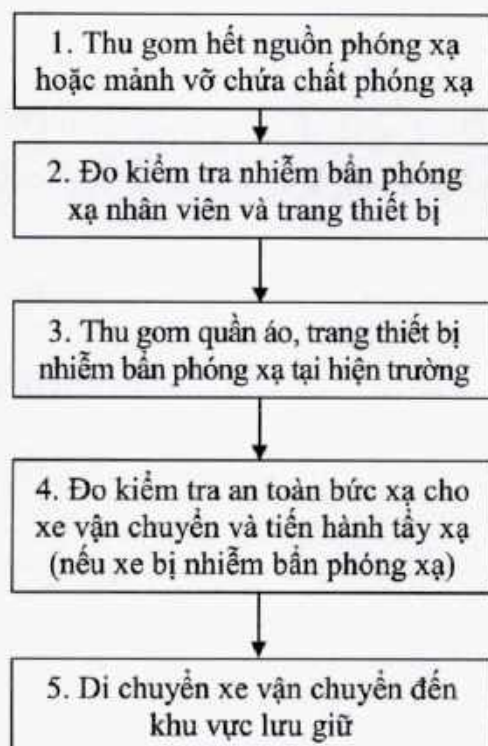 1. Thu gom hết nguồn phóng xạ
hoặc mảnh vỡ chứa chất phóng xạ
2. Đo kiểm tra nhiễm bẩn phóng
xạ nhân viên và trang thiết bị
3. Thu gom quần áo, trang thiết bị
nhiễm bẩn phóng xạ tại hiện trường
4. Đo kiểm tra an toàn bức xạ cho
xe vận chuyển và tiến hành tẩy xạ
(nếu xe bị nhiễm bẩn phóng xạ)
5. Di chuyển xe vận chuyển đến
khu vực lưu giữ